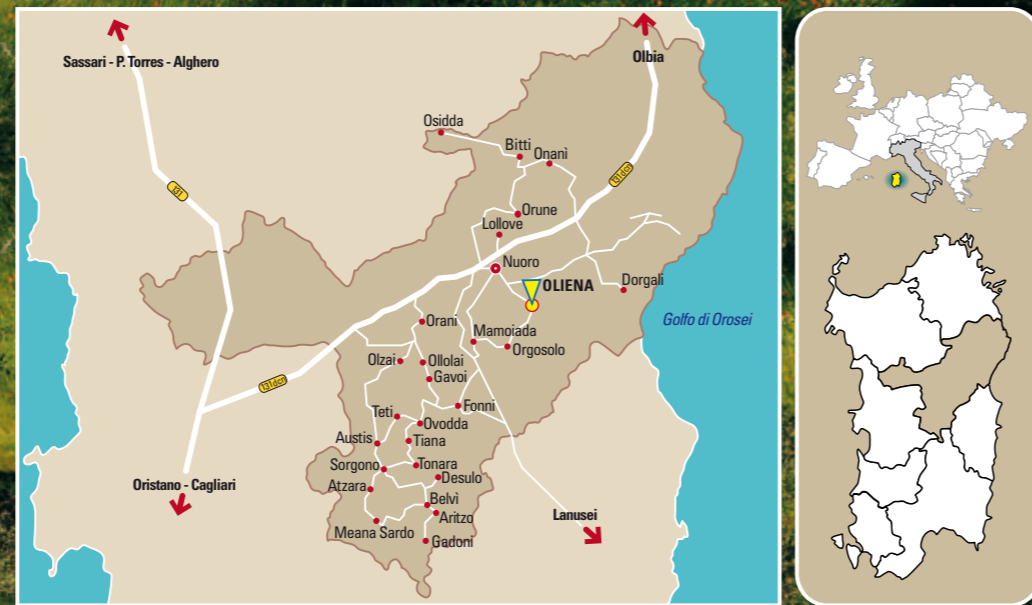 Sassari - P. Torres - Alghero
Olbia
Osidda
Bitti
Onanì
131
131dcn
Orune
Lollove
Nuoro
OLIENA
Dorgali
Golfo di Orosei
Orani
Mamoiada
Orgosolo
Olzai
Ollolai
Gavoi
131dcn
Fonni
Teti
Ovodda
Austis
Tiana
Sorgono
Tonara
Desulo
Atzara
Oristano - Cagliari
Belvì
Aritzo
Lanusei
Meana Sardo
Gadoni